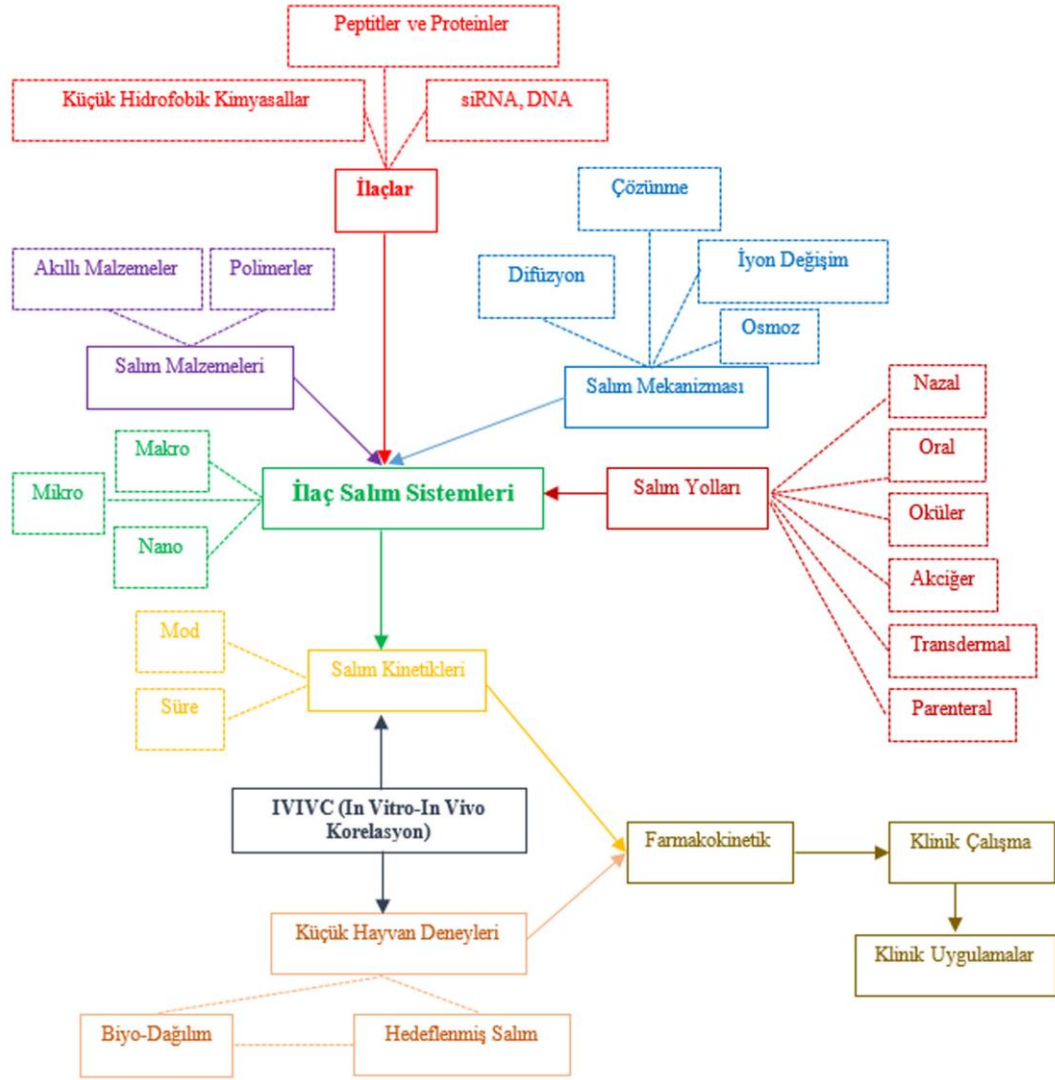 Peptitler ve Proteinler
Küçük Hidrofobik Kimyasallar
siRNA, DNA
İlaçlar
Çözünme
Akıllı Malzemeler
Polimerler
Difüzyon
İyon Değişim
Osmoz
Salım Malzemeleri
Salım Mekanizması
Nazal
Makro
Oral
Mikro
İlaç Salım Sistemleri
Salım Yolları
Oküler
Nano
Akciğer
Mod
Transdermal
Salım Kinetikleri
Süre
Parenteral
IVIVC (In Vitro-In Vivo
Korelasyon)
Farmakokinetik
Klinik Çalışma
Küçük Hayvan Deneyleri
Klinik Uygulamalar
Biyo-Dağılım
Hedeflenmiş Salım